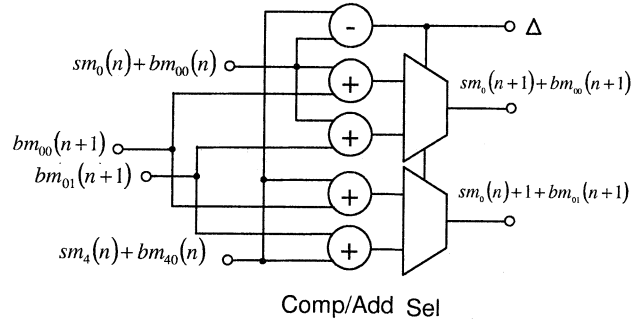 -
Δ
sm₀(n)+bm₀₀(n)
+
sm₀(n+1)+bm₀₀(n+1)
bm₀₀(n+1)
+
bm₀₁(n+1)
+
sm₀(n)+1+bm₀₁(n+1)
sm₄(n)+bm₄₀(n)
+
Comp/Add Sel